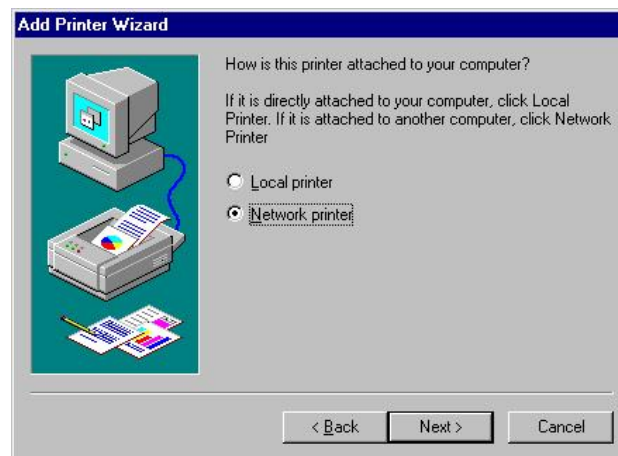 Add Printer Wizard
How is this printer attached to your computer?
If it is directly attached to your computer, click Local
Printer. If it is attached to another computer, click Network
Printer
Local printer
Network printer
< Back
Next >
Cancel